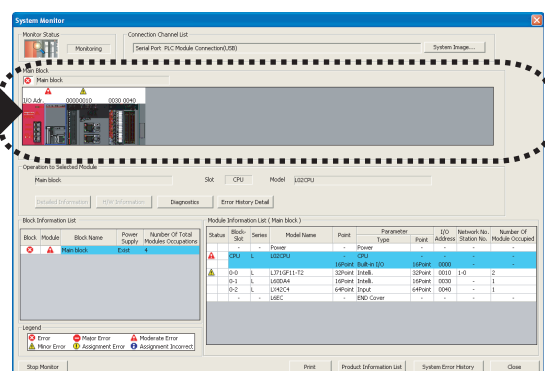 System Monitor
Monitor Status
Connection Channel List
Monitoring
Serial Port PLC Module Connection(USB)
System Image...
Main Block
Main block
I/O Adr
00000010
0030 0040
Operation to Selected Module
Main block
Slot
CPU
Model
L02CPU
Detailed Information
H/W Information
Diagnostics
Error History Detail
Block Information List
Module Information List ( Main block )
Block Module Block Name Power Supply Number Of Total Modules Occupations
Main block Exist 4
Status Block-Slot Series Model Name Point Parameter Type Point I/O Address Network No. Station No. Number Of Module Occupied
- - Power - Power - - - -
CPU L L02CPU - CPU - - - -
16Point Built-in I/O 16Point 0000 - -
0-0 L LJ71GF11-T2 32Point Intelli. 32Point 0010 1-0 2
0-1 L L60DA4 16Point Intelli. 16Point 0030 - 1
0-2 L LX42C4 64Point Input 64Point 0040 - 1
- - L6EC - END Cover - - - -
Legend
Error
Major Error
Moderate Error
Minor Error
Assignment Error
Assignment Incorrect
Stop Monitor
Print
Product Information List
System Error History
Close